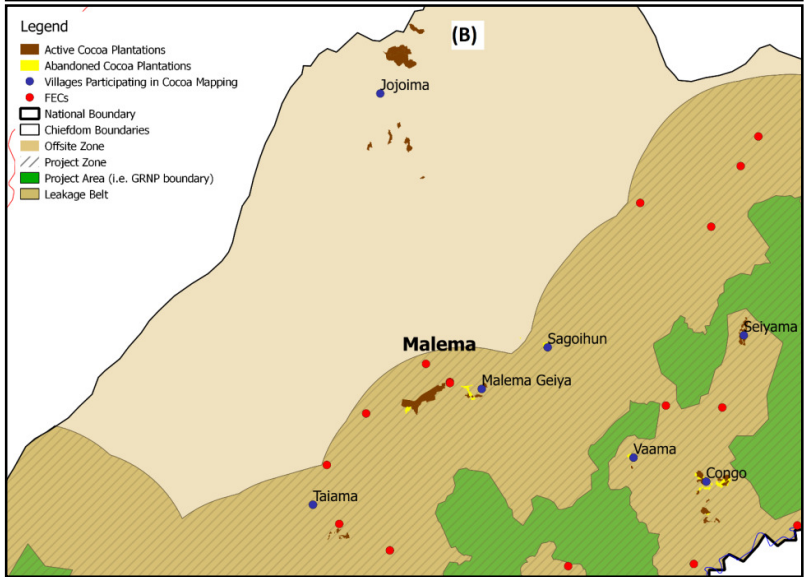 Legend
Active Cocoa Plantations
Abandoned Cocoa Plantations
Villages Participating in Cocoa Mapping
FECs
National Boundary
Chiefdom Boundaries
Offsite Zone
Project Zone
Project Area (i.e. GRNP boundary)
Leakage Belt
(B)
Jojoima
Malema
Sagoihun
Seiyama
Malema Geiya
Vaama
Congo
Taiama